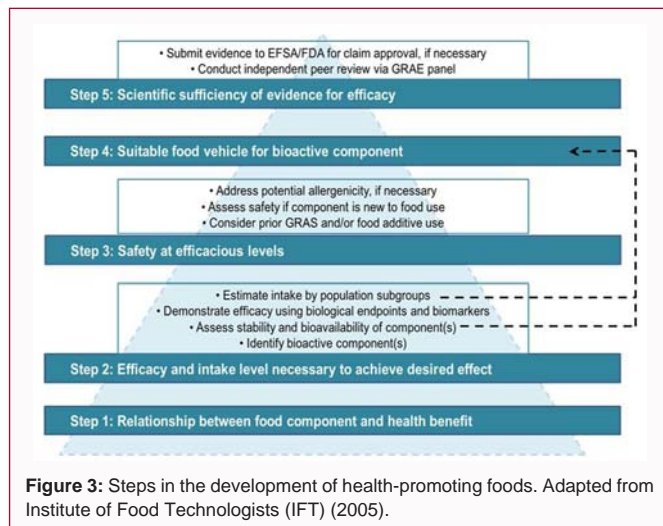 • Submit evidence to EFSA/FDA for claim approval, if necessary
• Conduct independent peer review via GRAE panel
Step 5: Scientific sufficiency of evidence for efficacy
Step 4: Suitable food vehicle for bioactive component
• Address potential allergenicity, if necessary
• Assess safety if component is new to food use
• Consider prior GRAS and/or food additive use
Step 3: Safety at efficacious levels
• Estimate intake by population subgroups
• Demonstrate efficacy using biological endpoints and biomarkers
• Assess stability and bioavailability of component(s)
• Identify bioactive component(s)
Step 2: Efficacy and intake level necessary to achieve desired effect
Step 1: Relationship between food component and health benefit
Figure 3: Steps in the development of health-promoting foods. Adapted from
Institute of Food Technologists (IFT) (2005).